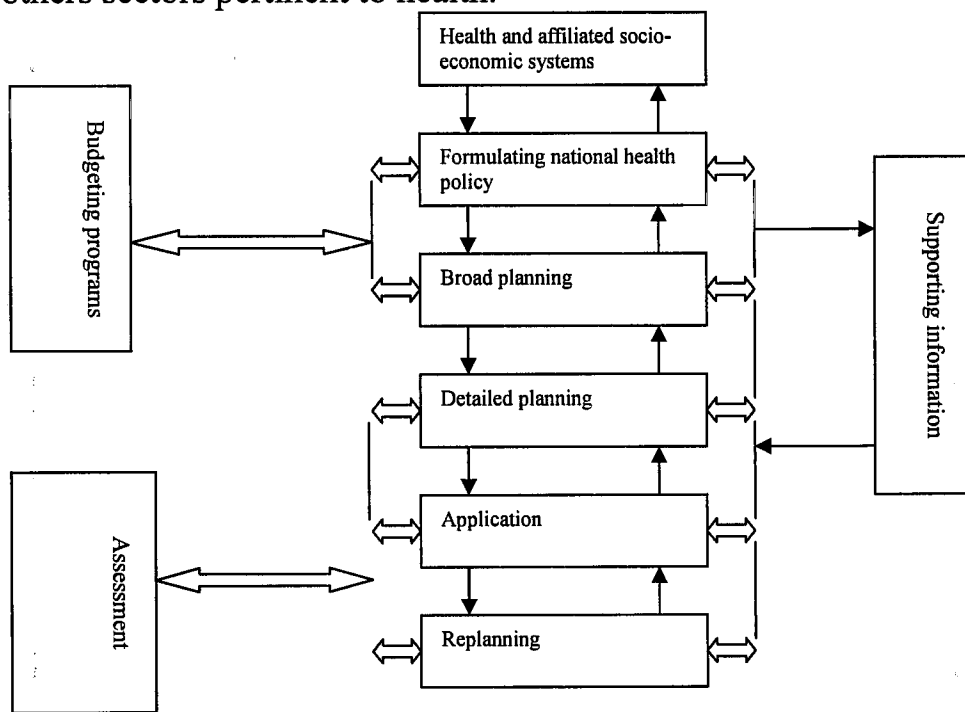 others sectors pertinent to health.
Health and affiliated socio-
economic systems
Budgeting programs
Formulating national health
policy
Supporting information
Broad planning
Detailed planning
Assessment
Application
Replanning